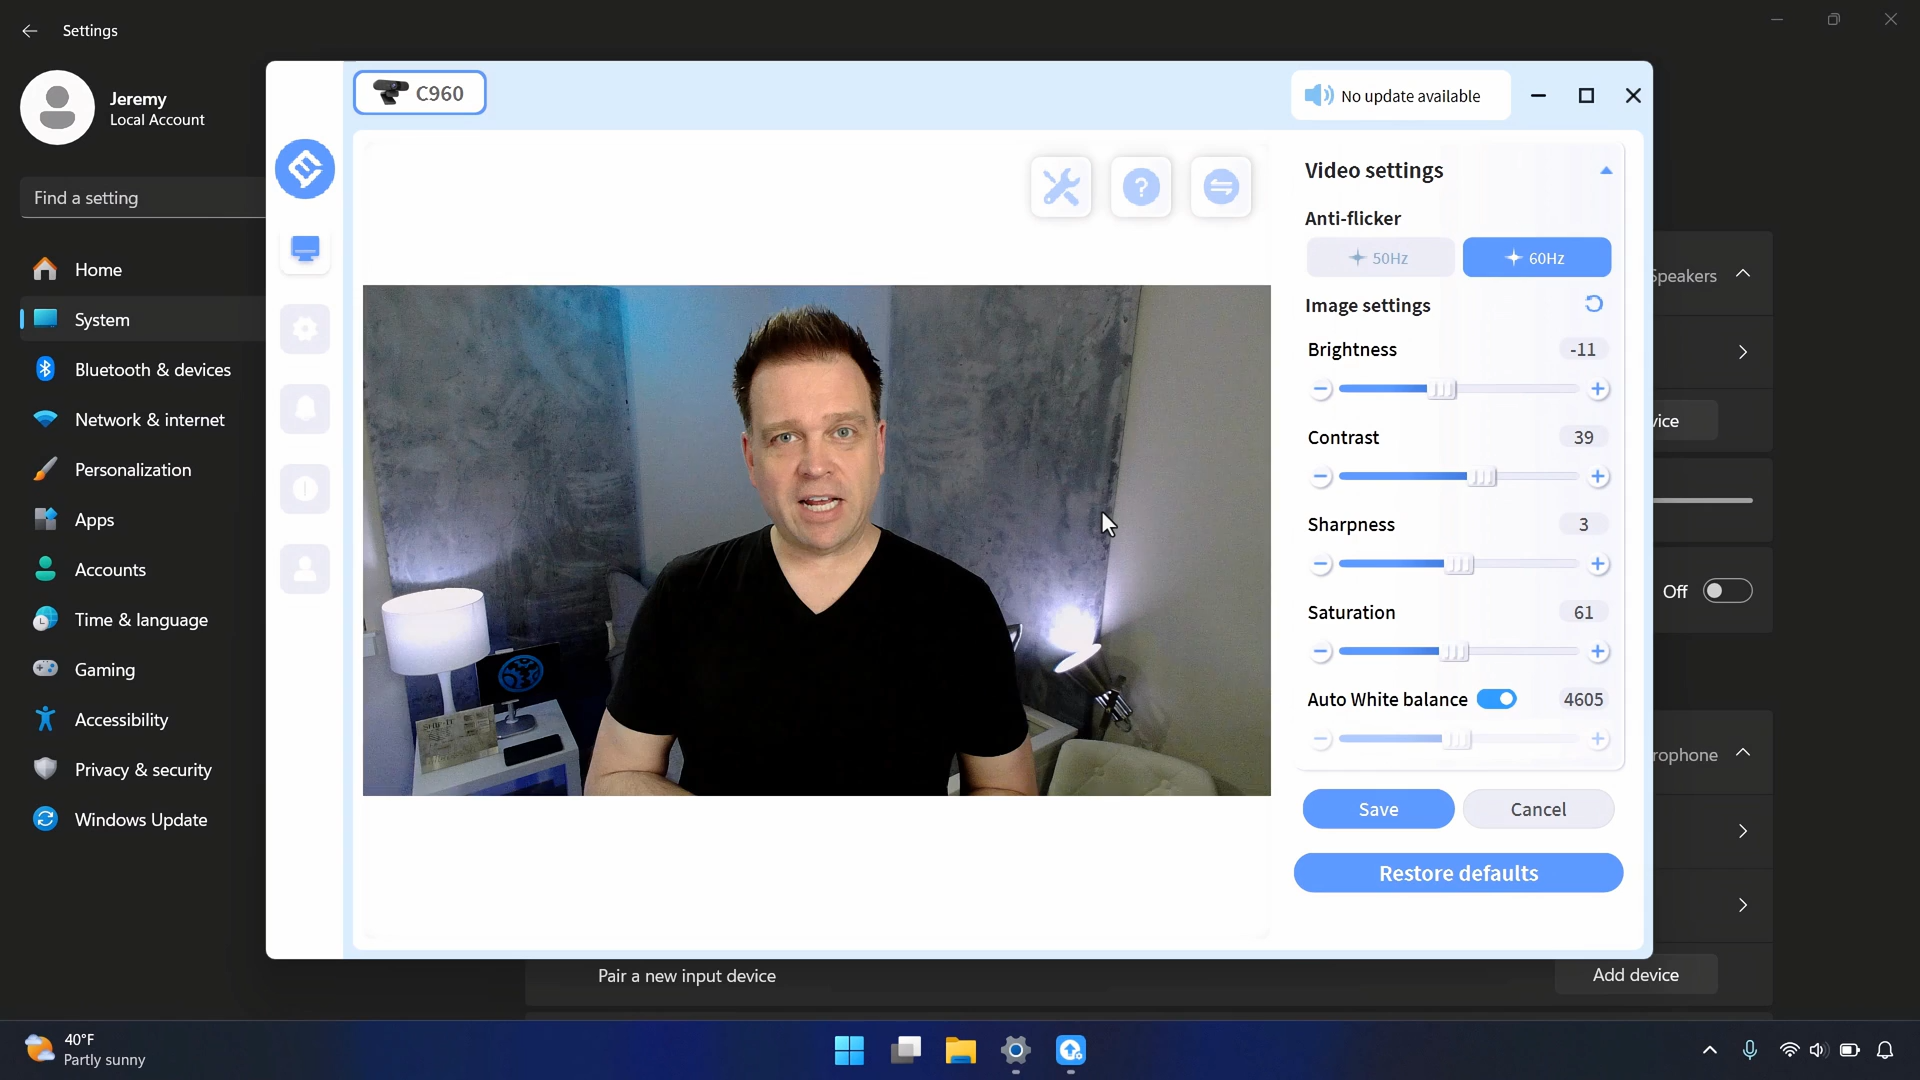 Settings
Jeremy
Local Account
Find a setting
Home
System
Bluetooth & devices
Network & internet
Personalization
Apps
Accounts
Time & language
Gaming
Accessibility
Privacy & security
Windows Update
C960
No update available
Video settings
Anti-flicker
50Hz
60Hz
Image settings
Brightness
-11
Contrast
39
Sharpness
3
Saturation
61
Auto White balance
4605
Save
Cancel
Restore defaults
Speakers
vice
Off
rophone
Pair a new input device
Add device
40°F
Partly sunny